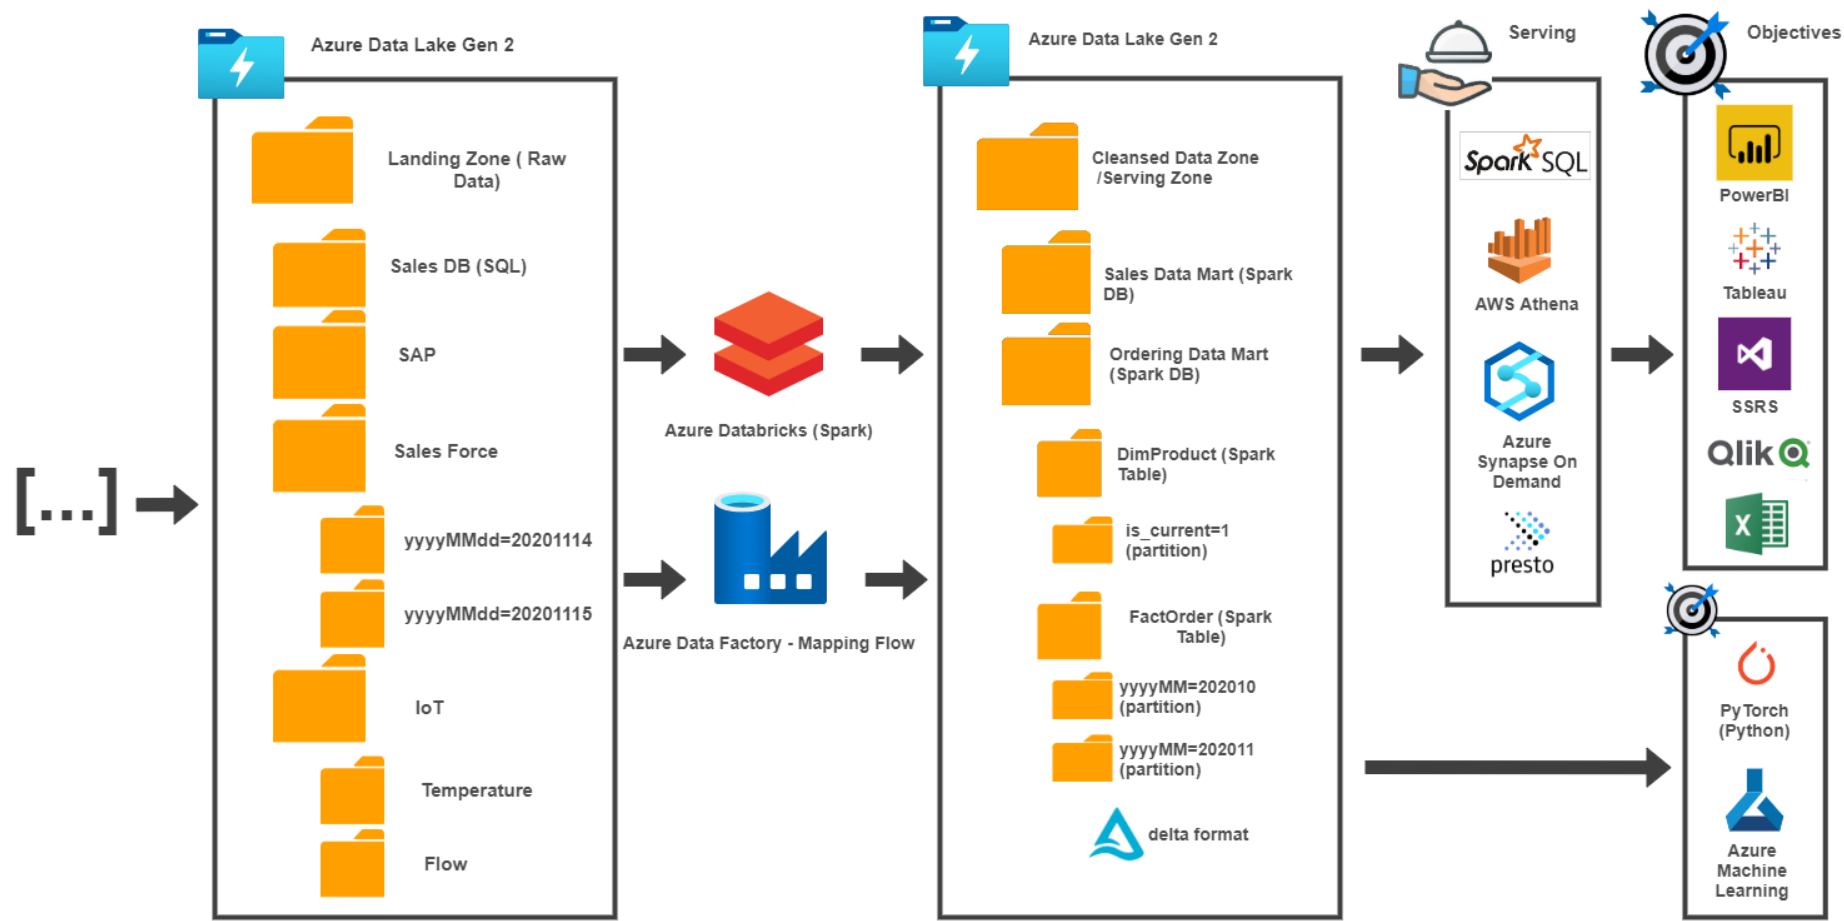 Azure Data Lake Gen 2
Landing Zone ( Raw
Data)
Sales DB (SQL)
SAP
Sales Force
[...]
yyyyMMdd=20201114
yyyyMMdd=20201115
IoT
Temperature
Flow
Azure Databricks (Spark)
Azure Data Factory - Mapping Flow
Azure Data Lake Gen 2
Cleansed Data Zone
/Serving Zone
Sales Data Mart (Spark
DB)
Ordering Data Mart
(Spark DB)
DimProduct (Spark
Table)
is_current=1
(partition)
FactOrder (Spark
Table)
yyyyMM=202010
(partition)
yyyyMM=202011
(partition)
delta format
Serving
Spark SQL
AWS Athena
Azure
Synapse On
Demand
presto
Objectives
PowerBI
Tableau
SSRS
Qlik
X
PyTorch
(Python)
Azure
Machine
Learning